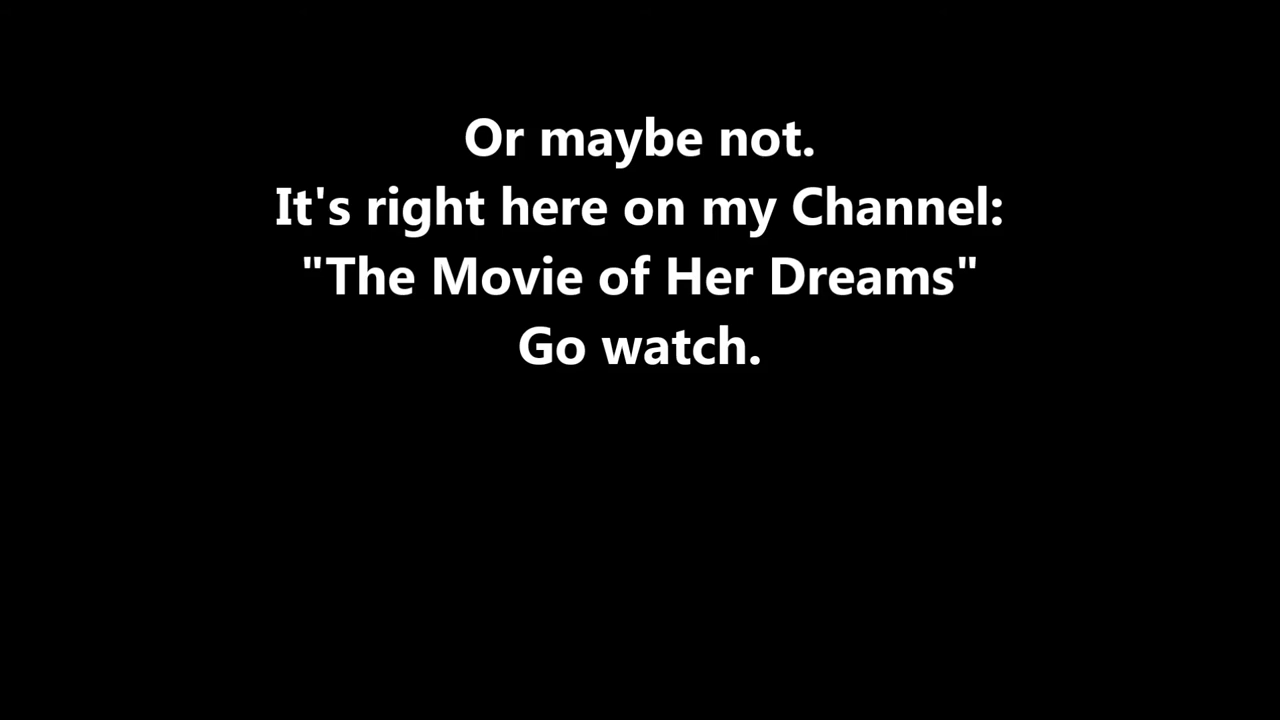 Or maybe not.
It's right here on my Channel:
"The Movie of Her Dreams"
Go watch.